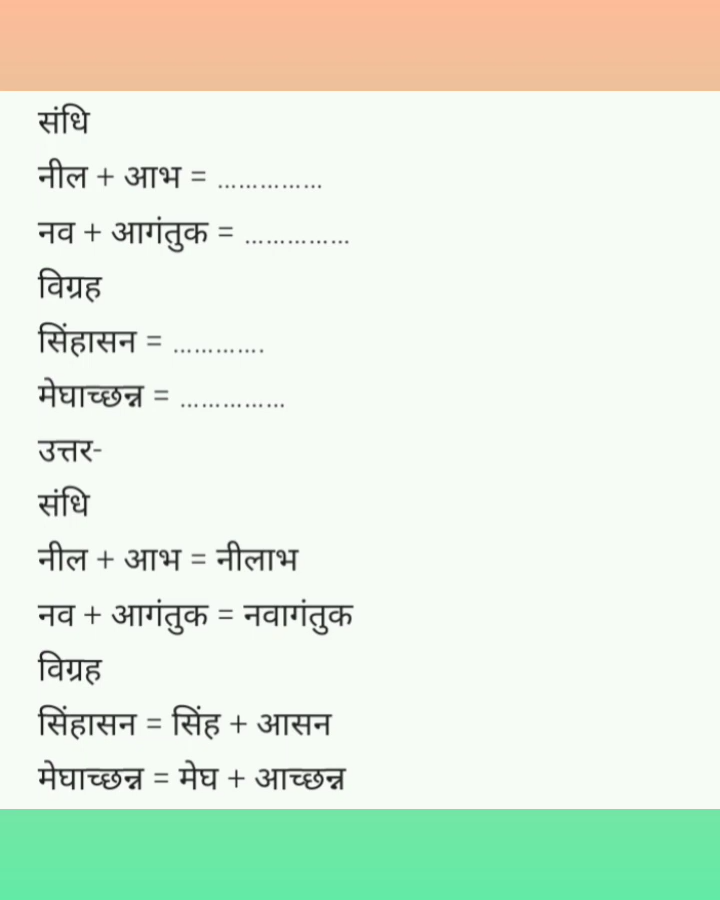 संधि
नील + आभ = ……………
नव + आगंतुक = ……………
विग्रह
सिंहासन = ………….
मेघाच्छन्न = ……………
उत्तर-
संधि
नील + आभ = नीलाभ
नव + आगंतुक = नवागंतुक
विग्रह
सिंहासन = सिंह + आसन
मेघाच्छन्न = मेघ + आच्छन्न